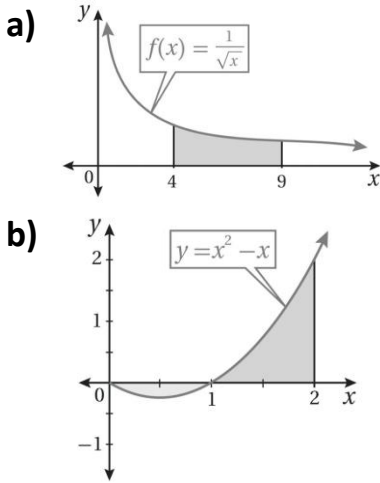 a)
y
f(x) = 1/√x
0
4
9
x
b)
y
2
y = x² − x
1
0
1
2
x
−1